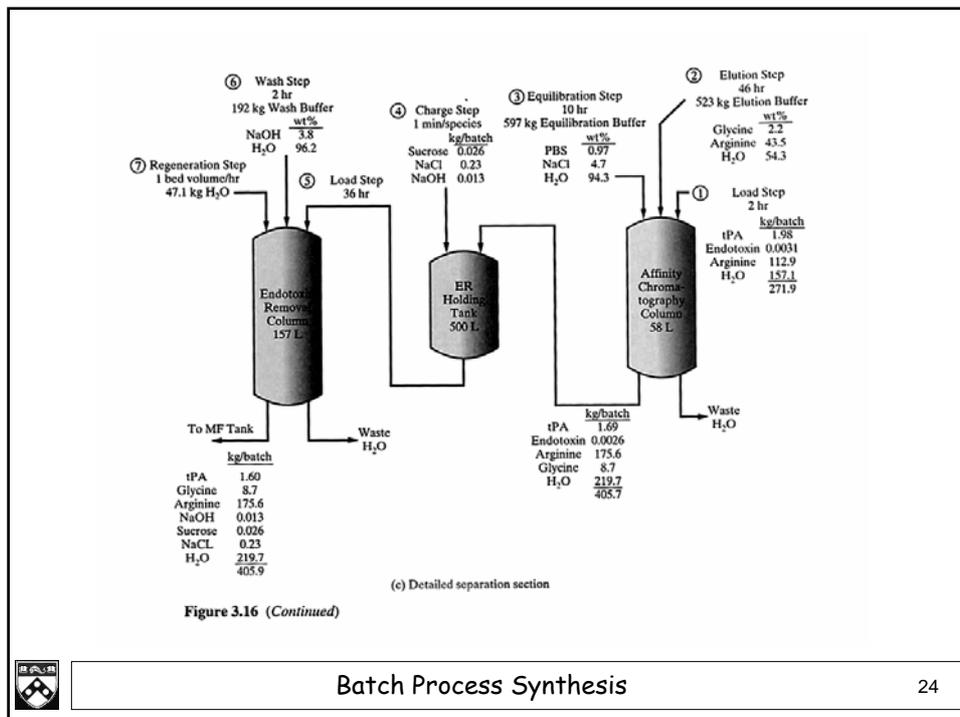 ⑥ Wash Step
2 hr
192 kg Wash Buffer
wt%
NaOH 3.8
H₂O 96.2
⑦ Regeneration Step
1 bed volume/hr
47.1 kg H₂O
⑤ Load Step
36 hr
④ Charge Step
1 min/species
kg/batch
Sucrose 0.026
NaCl 0.23
NaOH 0.013
③ Equilibration Step
10 hr
597 kg Equilibration Buffer
wt%
PBS 0.97
NaCl 4.7
H₂O 94.3
② Elution Step
46 hr
523 kg Elution Buffer
wt%
Glycine 2.2
Arginine 43.5
H₂O 54.3
① Load Step
2 hr
kg/batch
tPA 1.98
Endotoxin 0.0031
Arginine 112.9
H₂O 157.1
271.9
Endotoxin
Removal
Column
157 L
ER
Holding
Tank
500 L
Affinity
Chroma-
tography
Column
58 L
To MF Tank
Waste
H₂O
kg/batch
tPA 1.60
Glycine 8.7
Arginine 175.6
NaOH 0.013
Sucrose 0.026
NaCL 0.23
H₂O 219.7
405.9
kg/batch
tPA 1.69
Endotoxin 0.0026
Arginine 175.6
Glycine 8.7
H₂O 219.7
405.7
Waste
H₂O
(c) Detailed separation section
Figure 3.16 (Continued)
Batch Process Synthesis
24